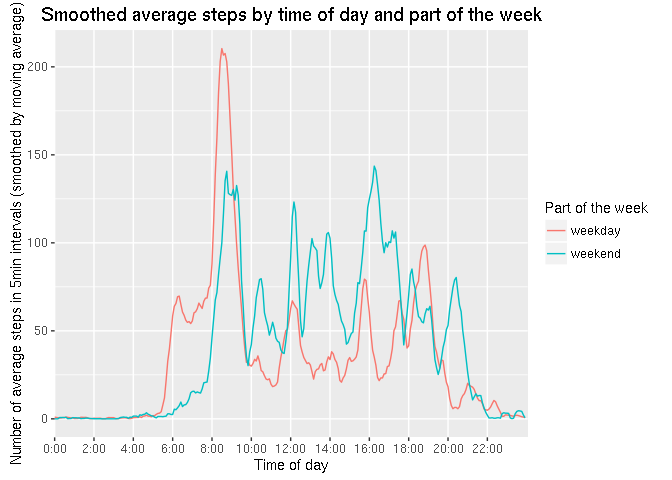 Smoothed average steps by time of day and part of the week
Number of average steps in 5min intervals (smoothed by moving average)
200
150
100
50
0
0:00 2:00 4:00 6:00 8:00 10:00 12:00 14:00 16:00 18:00 20:00 22:00
Time of day
Part of the week
weekday
weekend